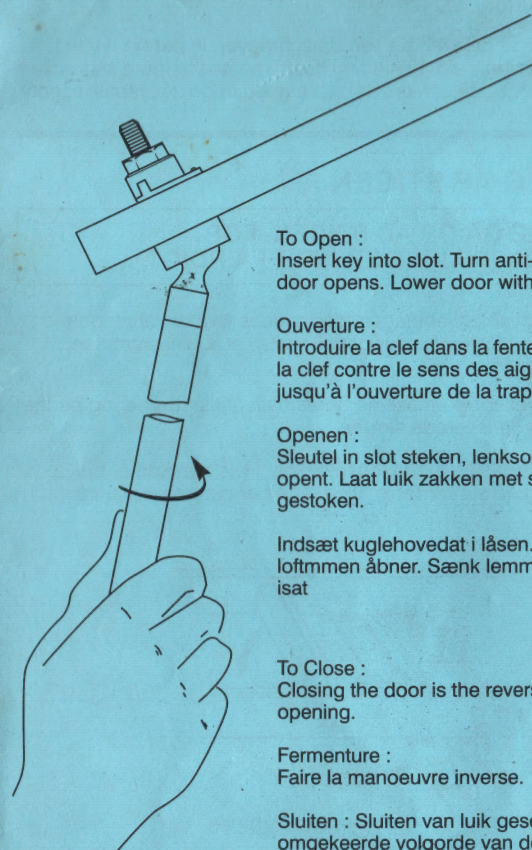 To Open :
Insert key into slot. Turn anti-
door opens. Lower door with
Ouverture :
Introduire la clef dans la fente
la clef contre le sens des aig
jusqu'à l'ouverture de la trap
Openen :
Sleutel in slot steken, lenkso
opent. Laat luik zakken met s
gestoken.
Indsæt kuglehovedat i låsen.
loftmmen åbner. Sænk lemm
isat
To Close :
Closing the door is the revers
opening.
Fermenture :
Faire la manoeuvre inverse.
Sluiten : Sluiten van luik gesc
omgekeerde volgorde van d